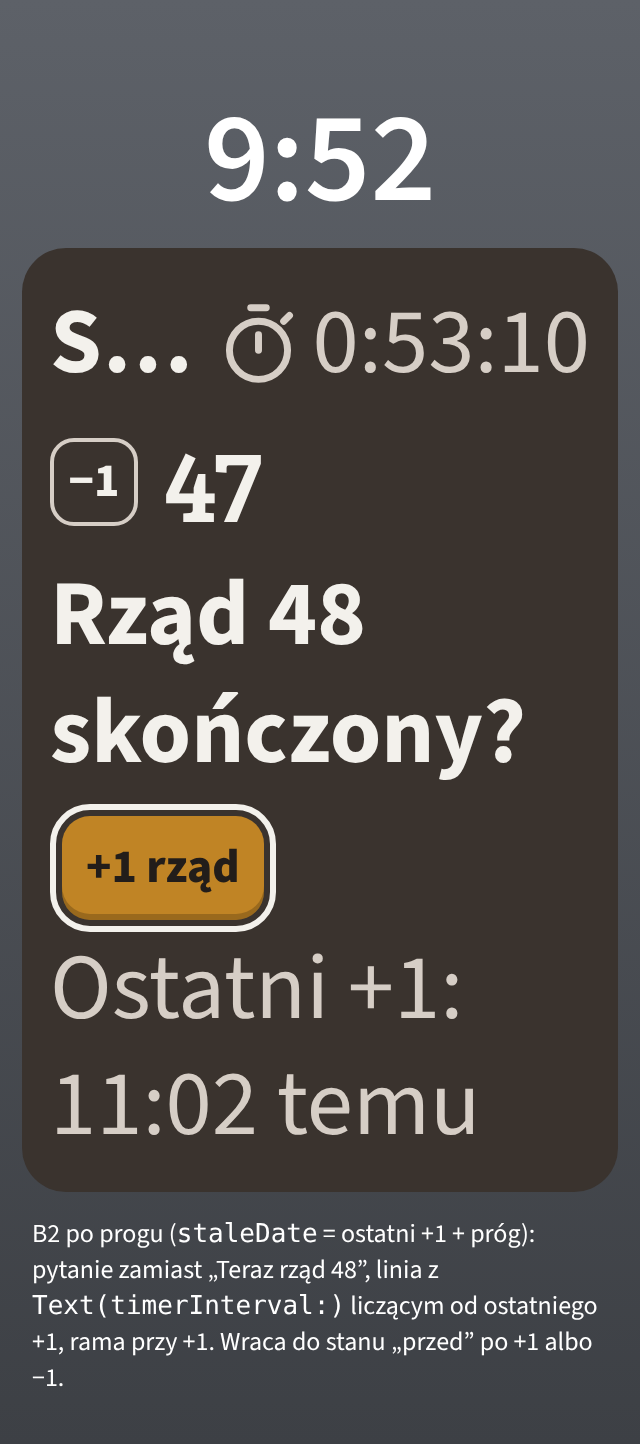 9:52
S… 0:53:10
−1 47
Rząd 48
skończony?
+1 rząd
Ostatni +1:
11:02 temu
B2 po progu (staleDate = ostatni +1 + próg):
pytanie zamiast „Teraz rząd 48”, linia z
Text(timerInterval:) liczącym od ostatniego
+1, rama przy +1. Wraca do stanu „przed” po +1 albo
−1.